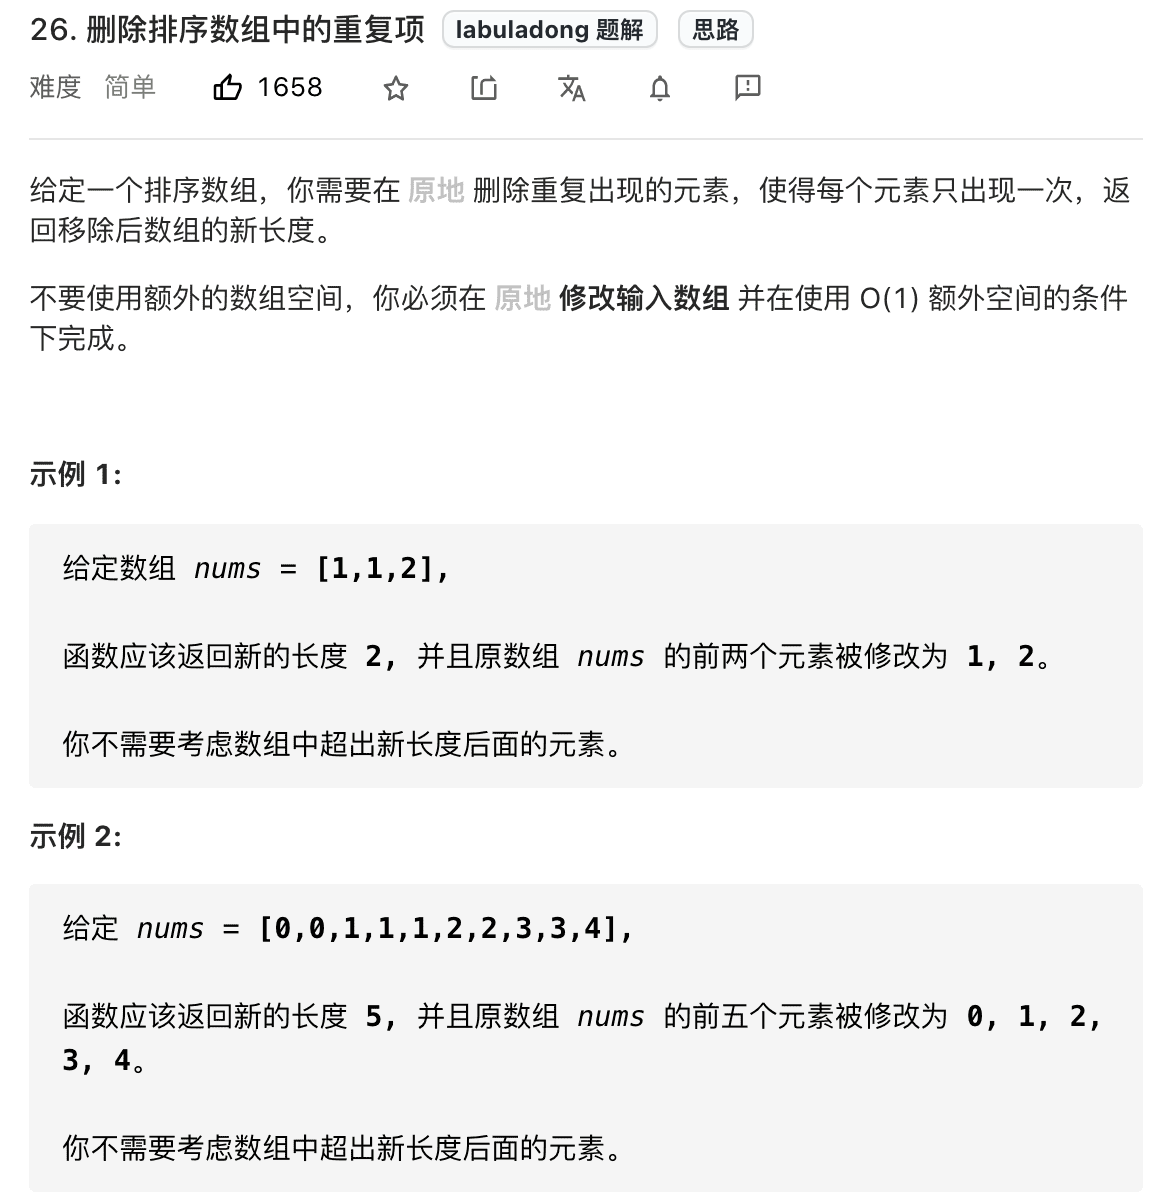 26. 删除排序数组中的重复项 labuladong 题解 思路
难度 简单 1658
给定一个排序数组，你需要在 原地 删除重复出现的元素，使得每个元素只出现一次，返
回移除后数组的新长度。
不要使用额外的数组空间，你必须在 原地 修改输入数组 并在使用 O(1) 额外空间的条件
下完成。
示例 1:
给定数组 nums = [1,1,2],
函数应该返回新的长度 2, 并且原数组 nums 的前两个元素被修改为 1, 2。
你不需要考虑数组中超出新长度后面的元素。
示例 2:
给定 nums = [0,0,1,1,1,2,2,3,3,4],
函数应该返回新的长度 5, 并且原数组 nums 的前五个元素被修改为 0, 1, 2,
3, 4。
你不需要考虑数组中超出新长度后面的元素。